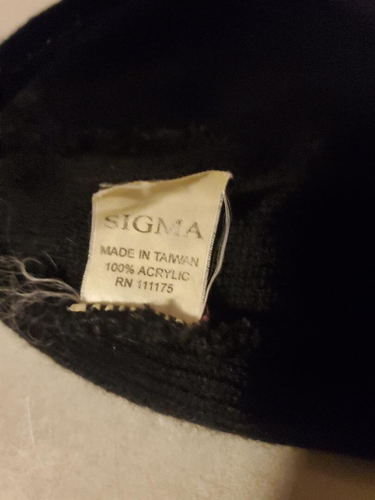 SIGMA
MADE IN TAIWAN
100% ACRYLIC
RN 111175